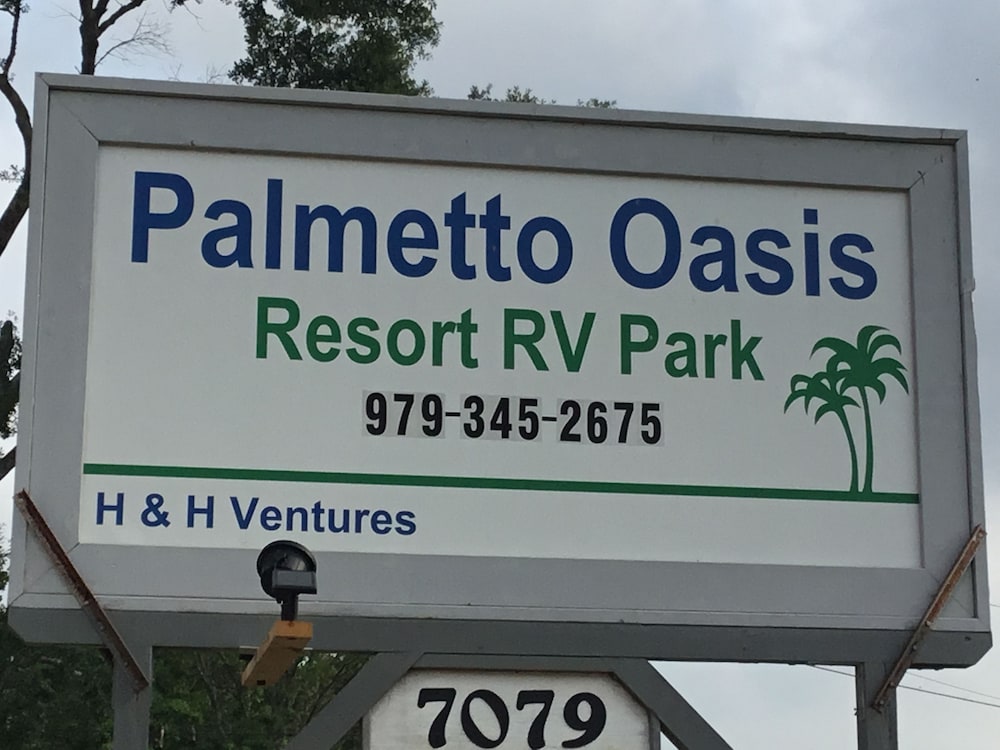 Palmetto Oasis
Resort RV Park
979-345-2675
H & H Ventures
7079